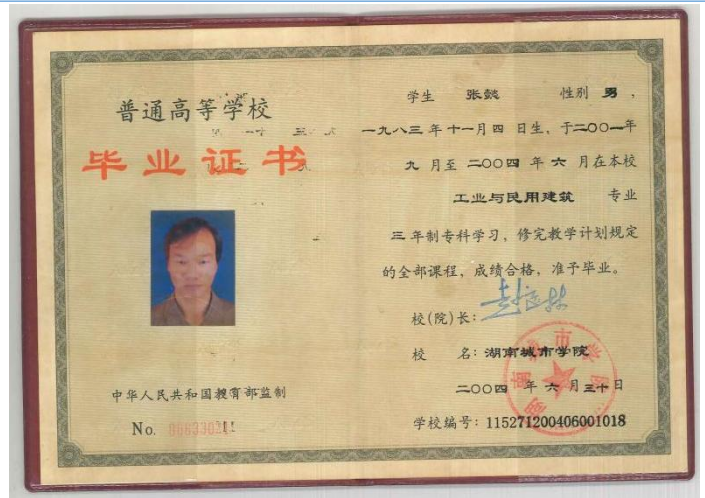 普通高等学校
毕业证书
中华人民共和国教育部监制
No.
学生 张懿 性别 男，
一九八三年十一月四日生，于二〇〇一年
九月至二〇〇四年六月在本校
工业与民用建筑 专业
三年制专科学习，修完教学计划规定
的全部课程，成绩合格，准予毕业。
校(院)长：
校 名：湖南城市学院
二〇〇四年六月三十日
学校编号：115271200406001018